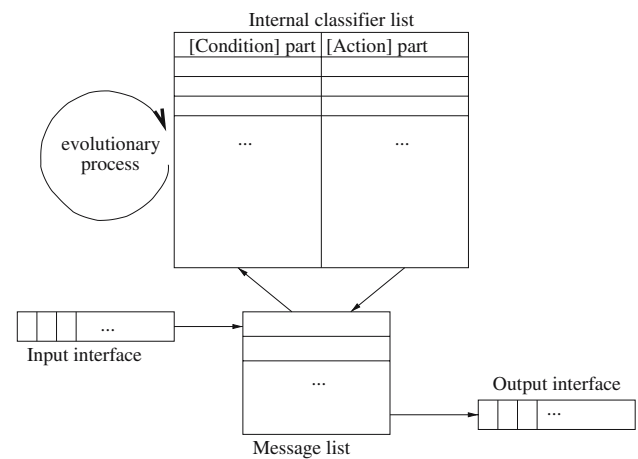 Internal classifier list
[Condition] part [Action] part
... ...
evolutionary
process
...
Input interface
...
Message list
Output interface
...